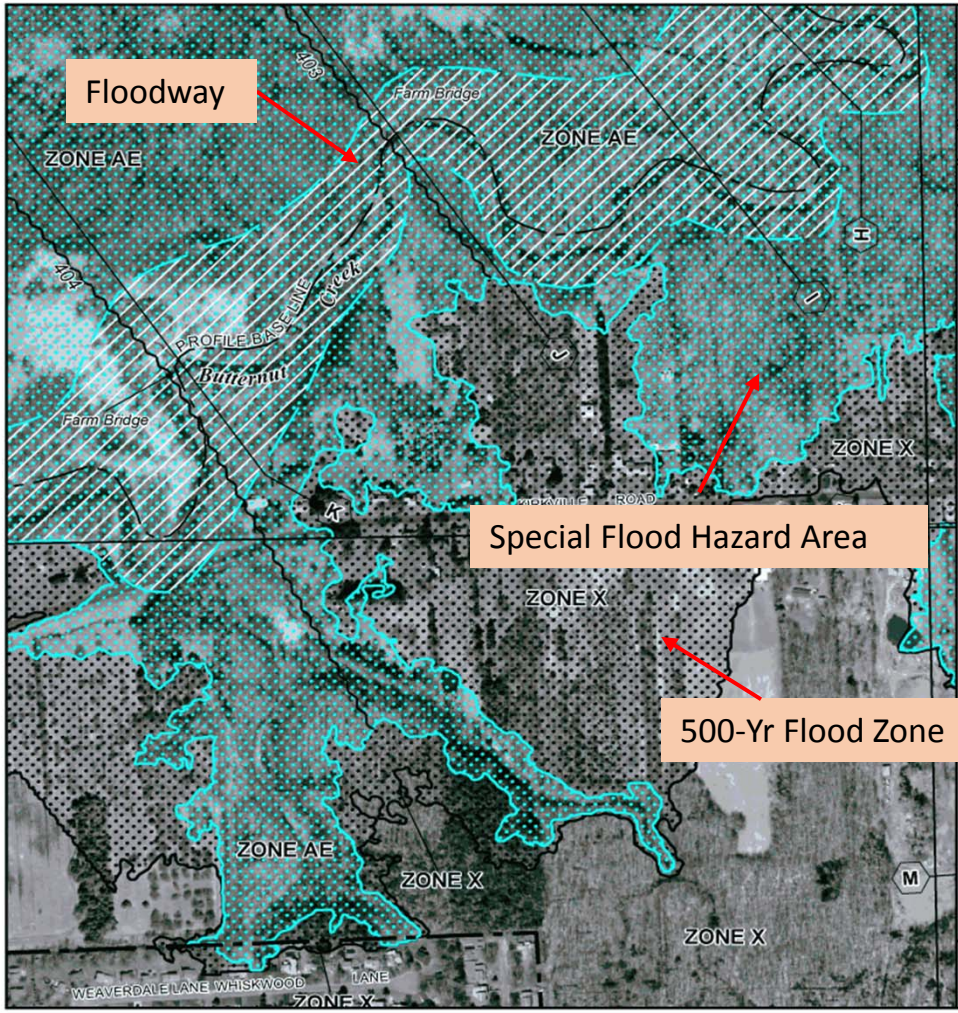 403
Farm Bridge
Floodway
ZONE AE
ZONE AE
H
404
I
Creek
PROFILE BASE LINE
J
Butternut
Farm Bridge
ZONE X
K
KIRKVILLE ROAD
Special Flood Hazard Area
ZONE X
500-Yr Flood Zone
ZONE AE
ZONE X
M
ZONE X
WEAVERDALE LANE WHISKWOOD LANE
ZONE X